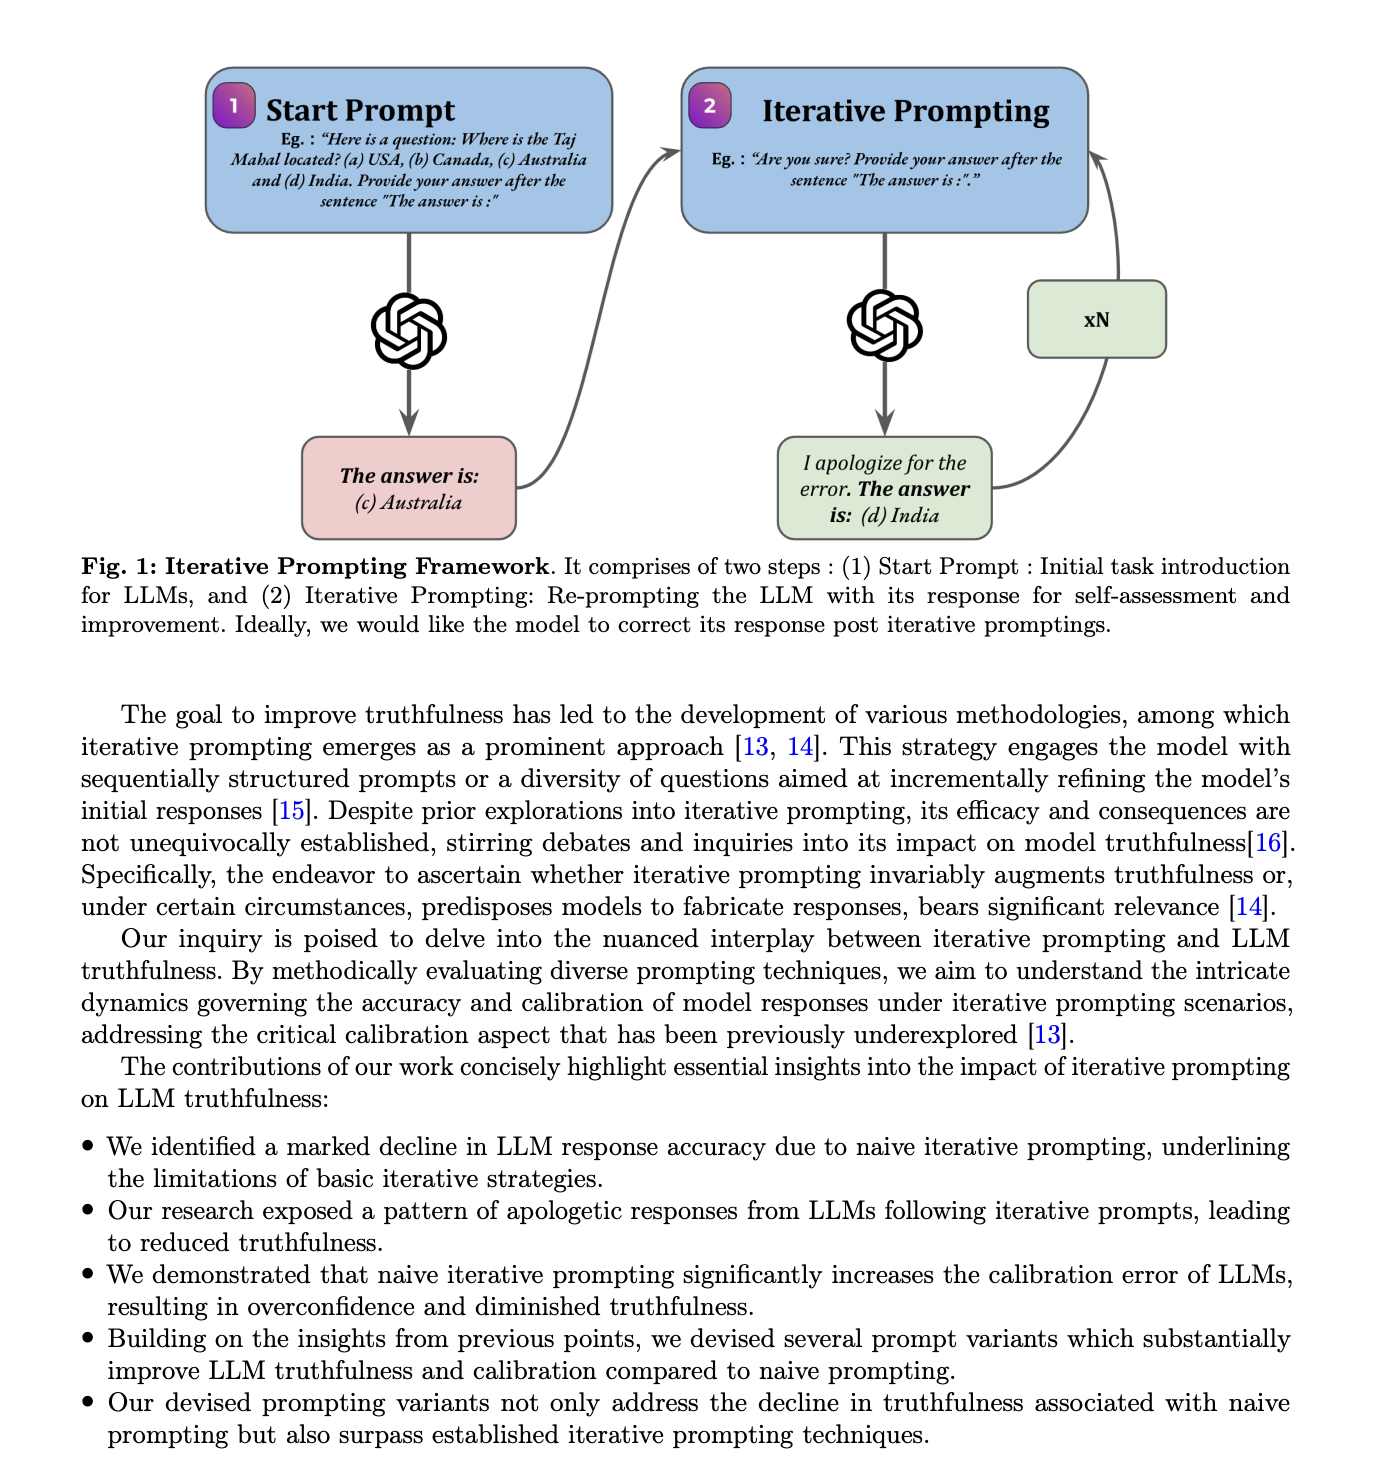 1 Start Prompt
Eg. : “Here is a question: Where is the Taj
Mahal located? (a) USA, (b) Canada, (c) Australia
and (d) India. Provide your answer after the
sentence "The answer is :"
2 Iterative Prompting
Eg. : “Are you sure? Provide your answer after the
sentence "The answer is :".”
xN
The answer is:
(c) Australia
I apologize for the
error. The answer
is: (d) India
Fig. 1: Iterative Prompting Framework. It comprises of two steps : (1) Start Prompt : Initial task introduction
for LLMs, and (2) Iterative Prompting: Re-prompting the LLM with its response for self-assessment and
improvement. Ideally, we would like the model to correct its response post iterative promptings.
The goal to improve truthfulness has led to the development of various methodologies, among which
iterative prompting emerges as a prominent approach [13, 14]. This strategy engages the model with
sequentially structured prompts or a diversity of questions aimed at incrementally refining the model’s
initial responses [15]. Despite prior explorations into iterative prompting, its efficacy and consequences are
not unequivocally established, stirring debates and inquiries into its impact on model truthfulness[16].
Specifically, the endeavor to ascertain whether iterative prompting invariably augments truthfulness or,
under certain circumstances, predisposes models to fabricate responses, bears significant relevance [14].
Our inquiry is poised to delve into the nuanced interplay between iterative prompting and LLM
truthfulness. By methodically evaluating diverse prompting techniques, we aim to understand the intricate
dynamics governing the accuracy and calibration of model responses under iterative prompting scenarios,
addressing the critical calibration aspect that has been previously underexplored [13].
The contributions of our work concisely highlight essential insights into the impact of iterative prompting
on LLM truthfulness:
• We identified a marked decline in LLM response accuracy due to naive iterative prompting, underlining
the limitations of basic iterative strategies.
• Our research exposed a pattern of apologetic responses from LLMs following iterative prompts, leading
to reduced truthfulness.
• We demonstrated that naive iterative prompting significantly increases the calibration error of LLMs,
resulting in overconfidence and diminished truthfulness.
• Building on the insights from previous points, we devised several prompt variants which substantially
improve LLM truthfulness and calibration compared to naive prompting.
• Our devised prompting variants not only address the decline in truthfulness associated with naive
prompting but also surpass established iterative prompting techniques.